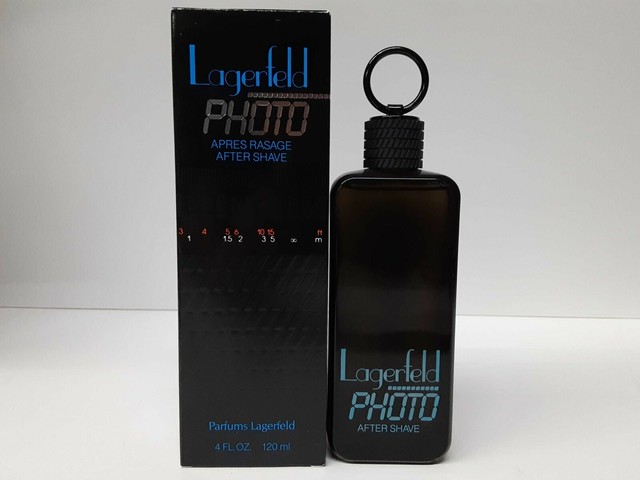 Lagerfeld
PHOTO
APRES RASAGE
AFTER SHAVE
3 4 5 6 10 15 ft
1 1.5 2 3 5 ∞ m
Parfums Lagerfeld
4 FL.OZ. 120 ml
Lagerfeld
PHOTO
AFTER SHAVE